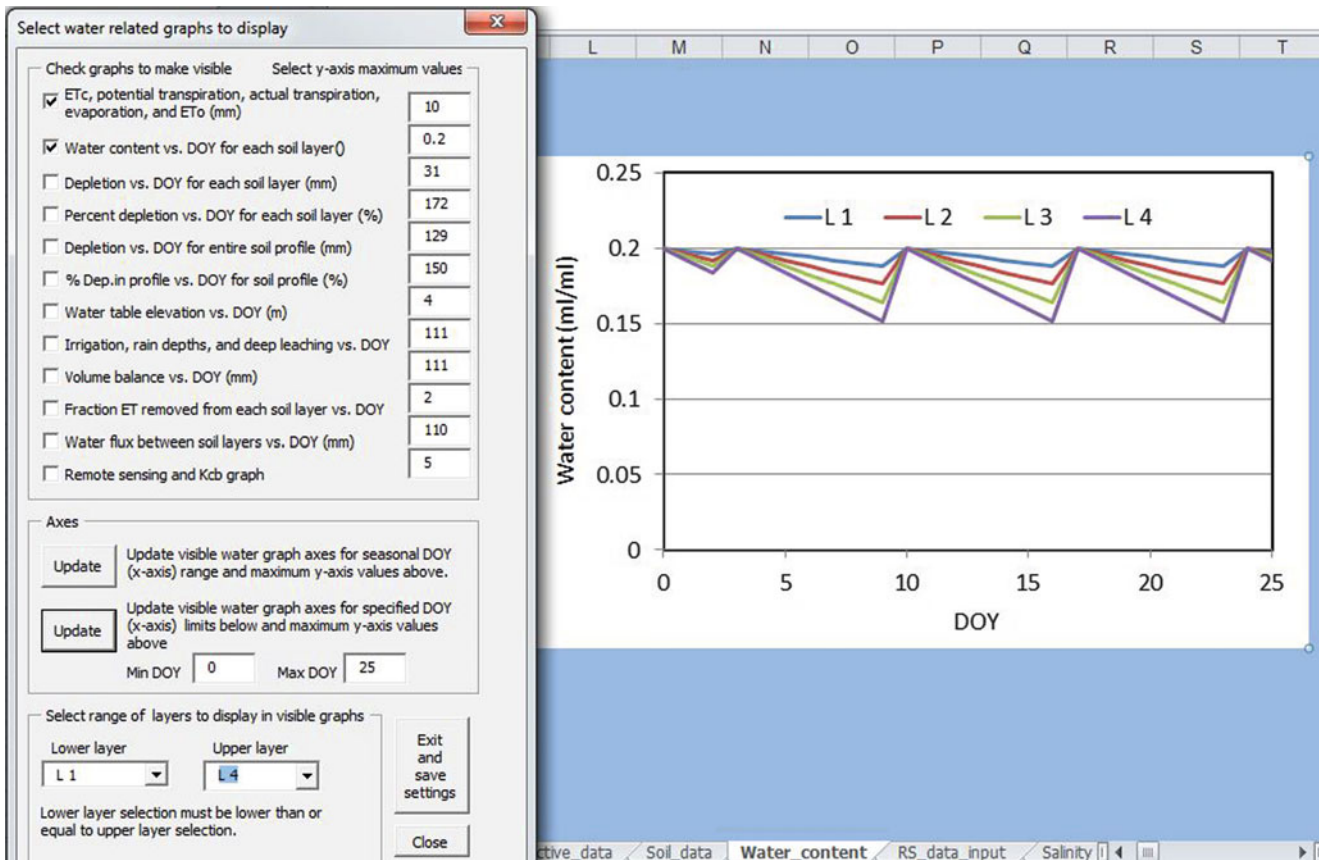 Select water related graphs to display
Check graphs to make visible Select y-axis maximum values
ETc, potential transpiration, actual transpiration,
evaporation, and ETo (mm)
10
Water content vs. DOY for each soil layer()
0.2
Depletion vs. DOY for each soil layer (mm)
31
Percent depletion vs. DOY for each soil layer (%)
172
Depletion vs. DOY for entire soil profile (mm)
129
% Dep.in profile vs. DOY for soil profile (%)
150
Water table elevation vs. DOY (m)
4
Irrigation, rain depths, and deep leaching vs. DOY
111
Volume balance vs. DOY (mm)
111
Fraction ET removed from each soil layer vs. DOY
2
Water flux between soil layers vs. DOY (mm)
110
Remote sensing and Kcb graph
5
Axes
Update
Update visible water graph axes for seasonal DOY
(x-axis) range and maximum y-axis values above.
Update
Update visible water graph axes for specified DOY
(x-axis) limits below and maximum y-axis values
above
Min DOY 0 Max DOY 25
Select range of layers to display in visible graphs
Lower layer Upper layer
L 1 L 4
Lower layer selection must be lower than or
equal to upper layer selection.
Exit
and
save
settings
Close
L M N O P Q R S T
Water content (ml/ml)
0.25
0.2
0.15
0.1
0.05
0
L 1 L 2 L 3 L 4
0 5 10 15 20 25
DOY
ctive_data Soil_data Water_content RS_data_input Salinity